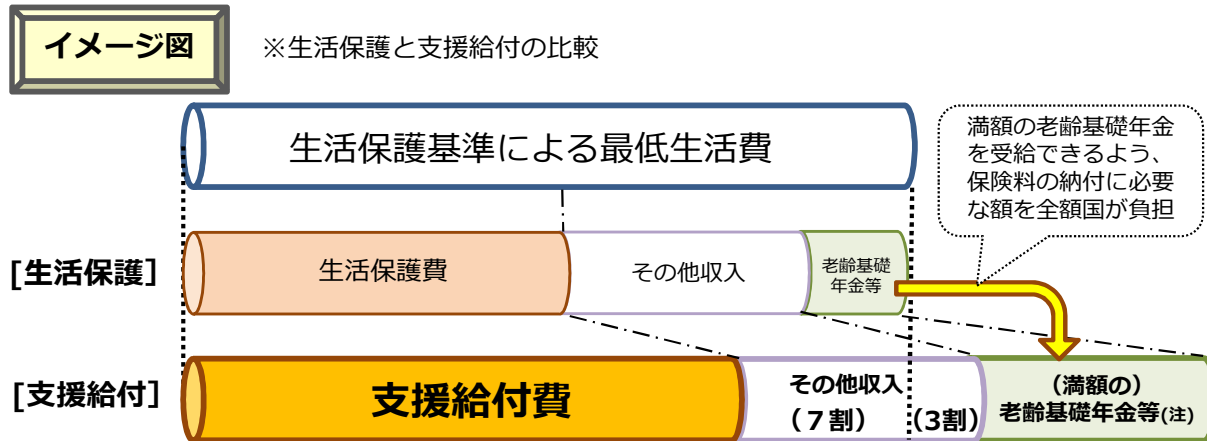 イメージ図
※生活保護と支援給付の比較
生活保護基準による最低生活費
満額の老齢基礎年金
を受給できるよう、
保険料の納付に必要
な額を全額国が負担
[生活保護]
生活保護費
その他収入
老齢基礎
年金等
[支援給付]
支援給付費
その他収入
（７割）
（3割）
（満額の）
老齢基礎年金等(注)